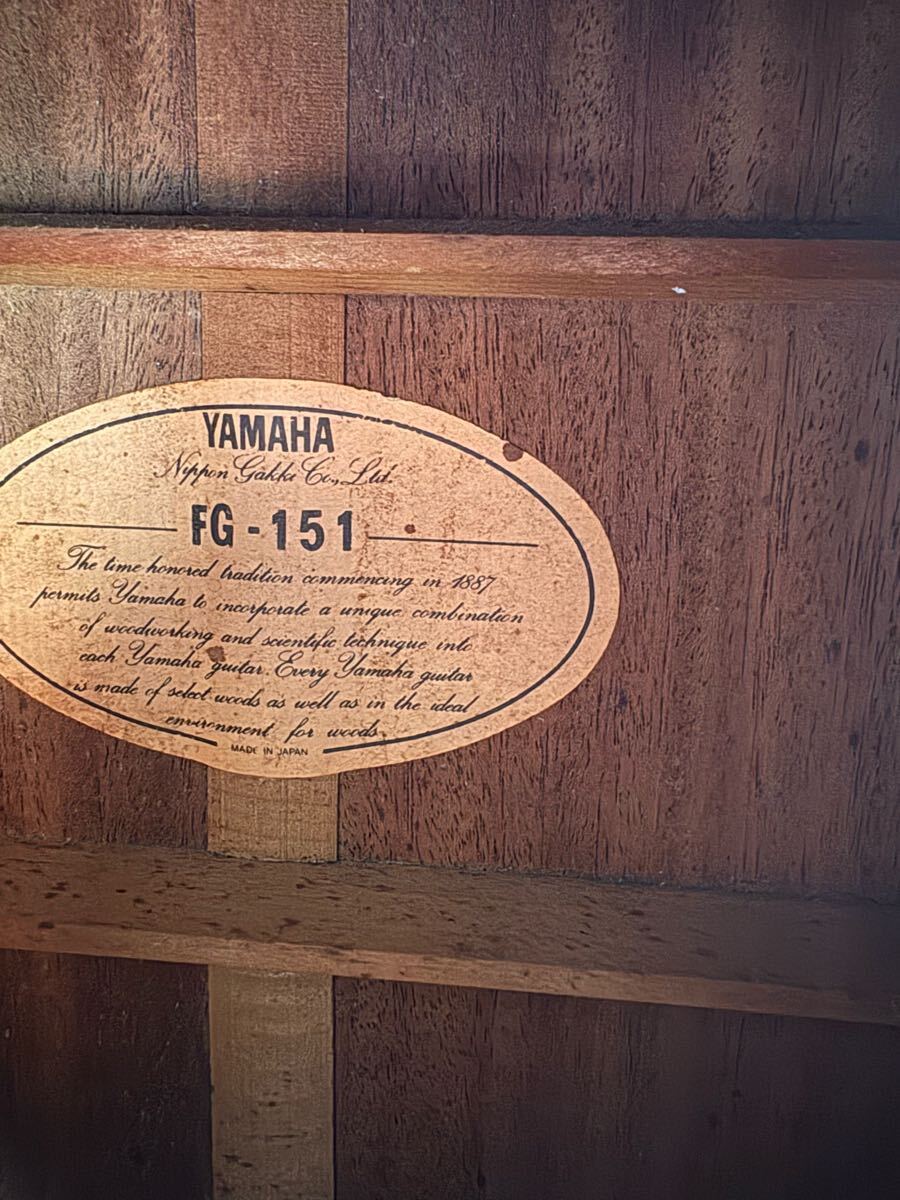 YAMAHA
Nippon Gakki Co., Ltd.
FG-151
The time honored tradition commencing in 1887
permits Yamaha to incorporate a unique combination
of woodworking and scientific technique into
each Yamaha guitar. Every Yamaha guitar
is made of select woods as well as in the ideal
environment for woods.
MADE IN JAPAN